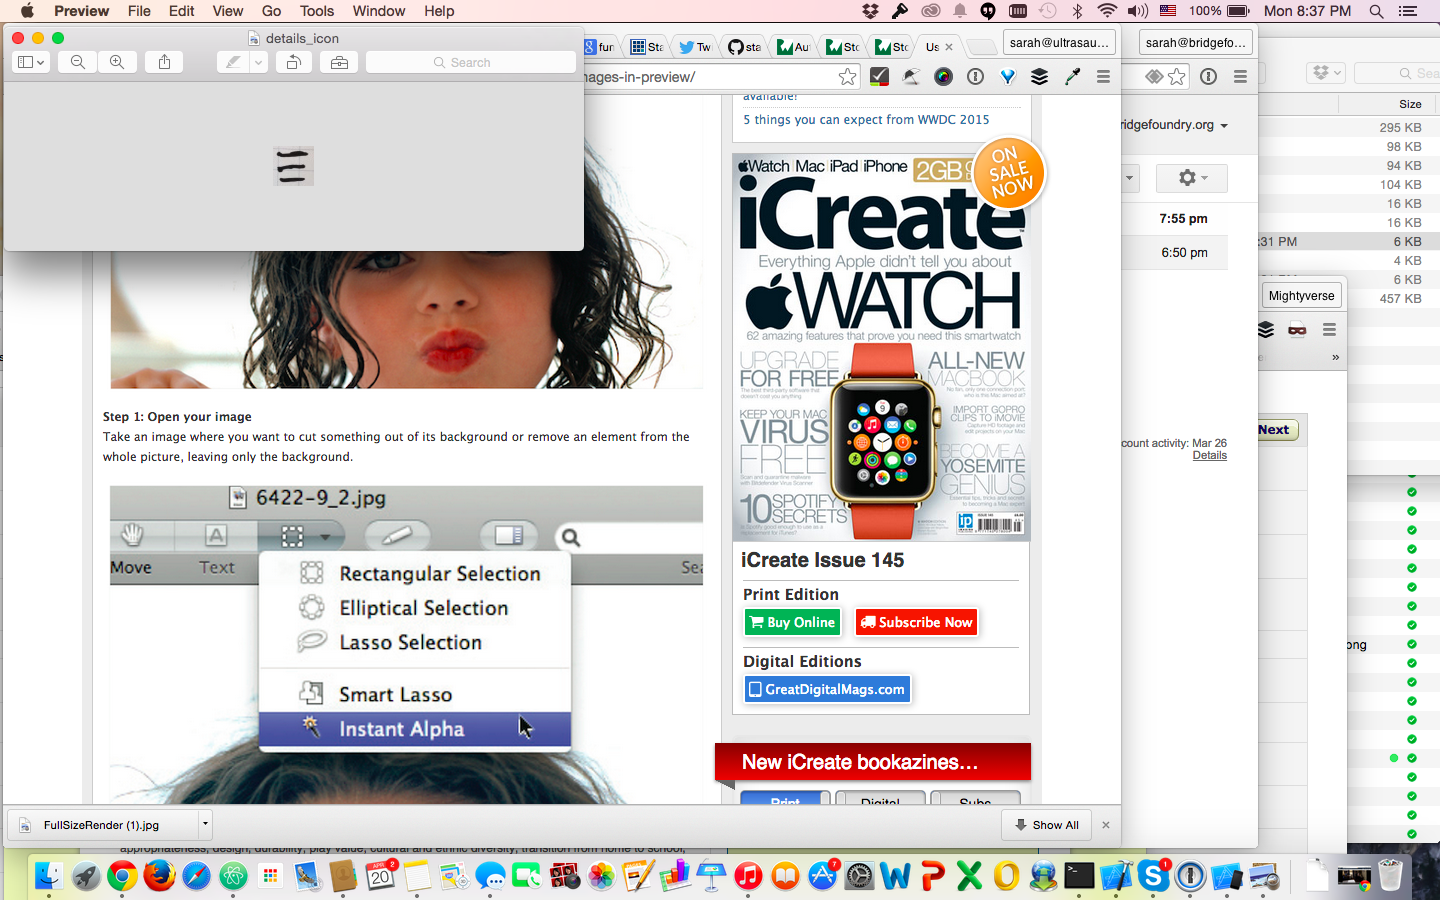 Preview File Edit View Go Tools Window Help
100% Mon 8:37 PM
details_icon
Search
fur
Sta
Tw
sta
Au
Sto
Sto
Us
sarah@ultrasau...
sarah@bridgefo...
nages-in-preview/
available!
5 things you can expect from WWDC 2015
ridgefoundry.org
Size
295 KB
98 KB
94 KB
104 KB
16 KB
16 KB
:31 PM 6 KB
4 KB
6 KB
457 KB
7:55 pm
6:50 pm
Mightyverse
Next
count activity: Mar 26
Details
ong
Watch Mac iPad iPhone
2GB
ON
SALE
NOW
iCreate
Everything Apple didn't tell you about
WATCH
62 amazing features that prove you need this smartwatch
UPGRADE
FOR FREE
ALL-NEW
MACBOOK
KEEP YOUR MAC
VIRUS
FREE
IMPORT GOPRO
CLIPS TO iMOVIE
BECOME A
YOSEMITE
GENIUS
10 SPOTIFY
SECRETS
iCreate Issue 145
Print Edition
Buy Online
Subscribe Now
Digital Editions
GreatDigitalMags.com
New iCreate bookazines...
Print Digital Subs
Step 1: Open your image
Take an image where you want to cut something out of its background or remove an element from the
whole picture, leaving only the background.
6422-9_2.jpg
Move Text Sea
Rectangular Selection
Elliptical Selection
Lasso Selection
Smart Lasso
Instant Alpha
FullSizeRender (1).jpg
Show All
appropriateness, design, durability, play value, cultural and ethnic diversity, transition from home to school,
APR
20
2
7
1